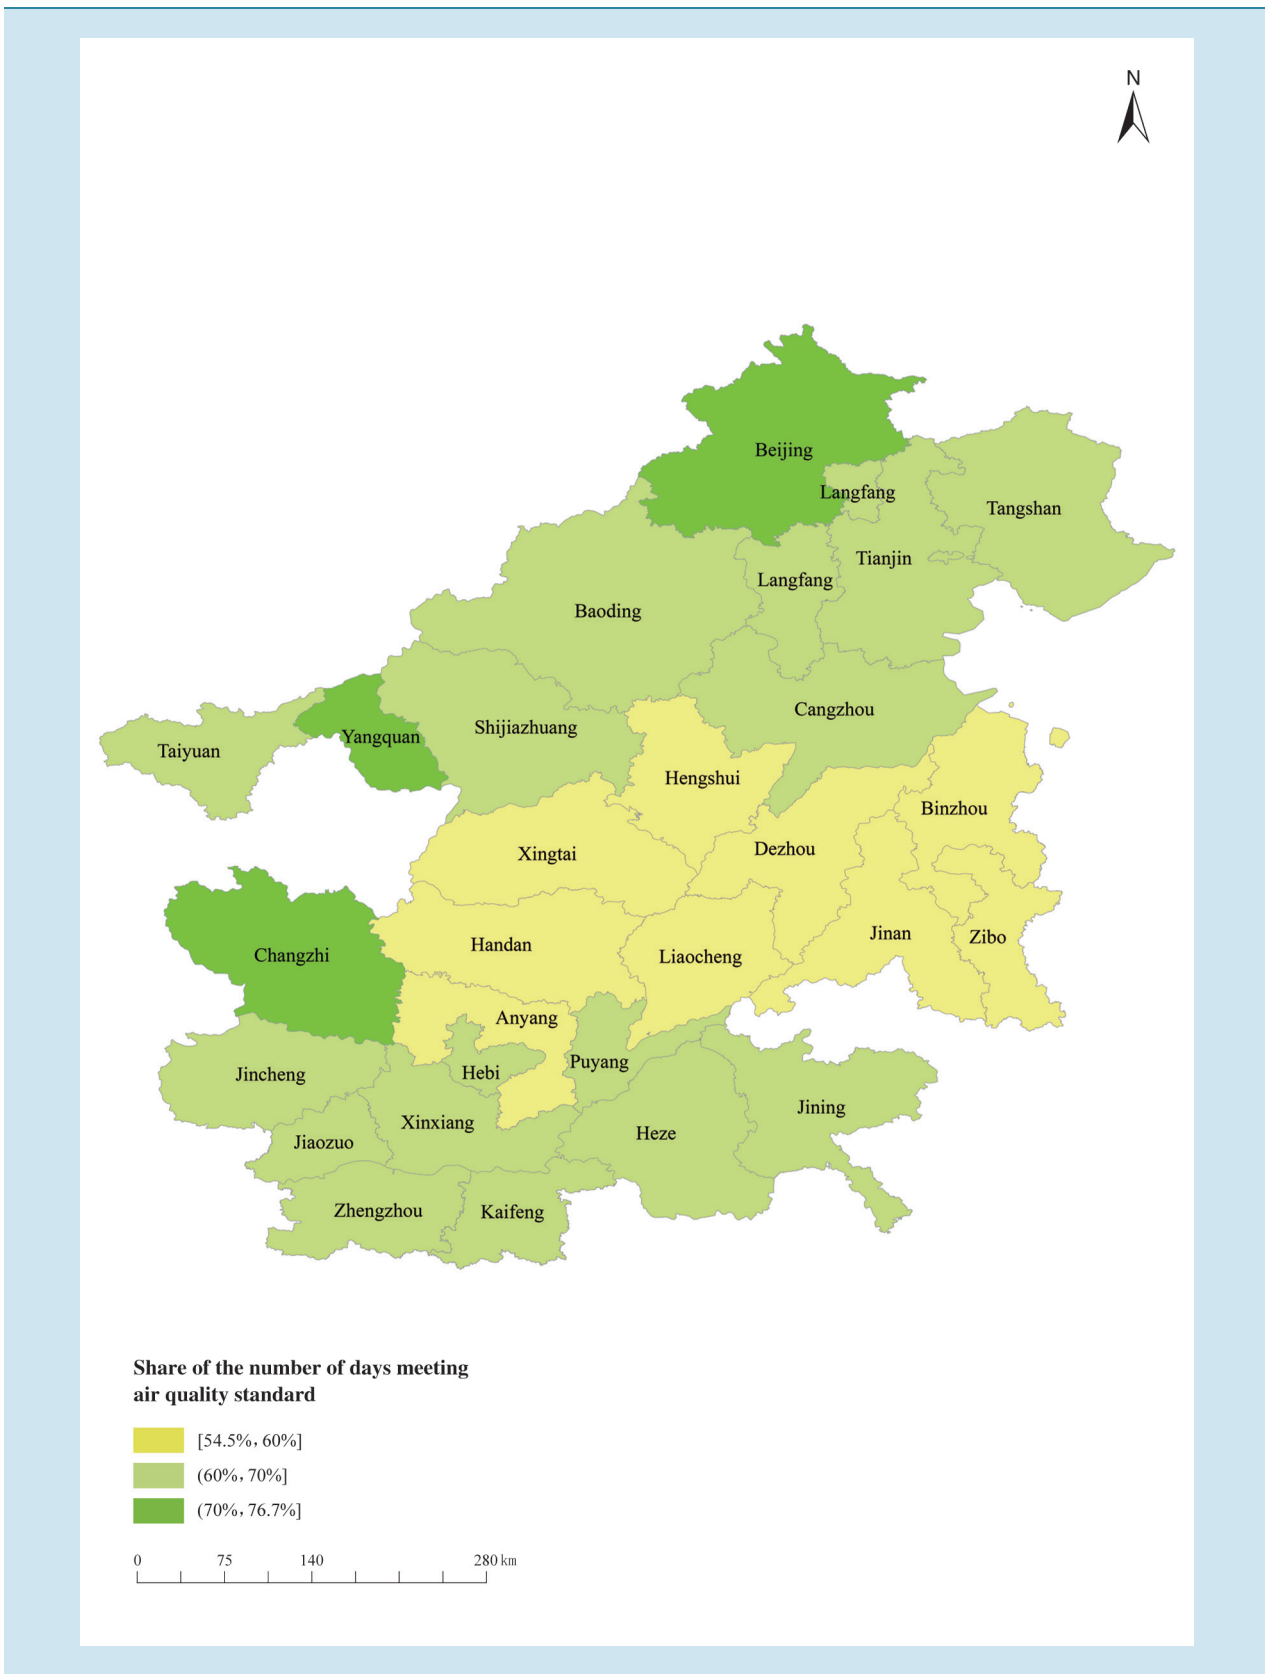 N
Beijing
Langfang
Tangshan
Tianjin
Langfang
Baoding
Cangzhou
Shijiazhuang
Yangquan
Taiyuan
Hengshui
Binzhou
Dezhou
Xingtai
Jinan
Zibo
Handan
Liaocheng
Changzhi
Anyang
Puyang
Hebi
Jincheng
Jining
Xinxiang
Heze
Jiaozuo
Zhengzhou
Kaifeng
Share of the number of days meeting
air quality standard
[54.5%, 60%]
(60%, 70%]
(70%, 76.7%]
0 75 140 280 km